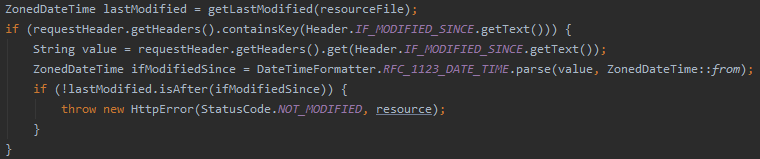 ZonedDateTime lastModified = getLastModified(resourceFile);
if (requestHeader.getHeaders().containsKey(Header.IF_MODIFIED_SINCE.getText())) {
    String value = requestHeader.getHeaders().get(Header.IF_MODIFIED_SINCE.getText());
    ZonedDateTime ifModifiedSince = DateTimeFormatter.RFC_1123_DATE_TIME.parse(value, ZonedDateTime::from);
    if (!lastModified.isAfter(ifModifiedSince)) {
        throw new HttpError(StatusCode.NOT_MODIFIED, resource);
    }
}